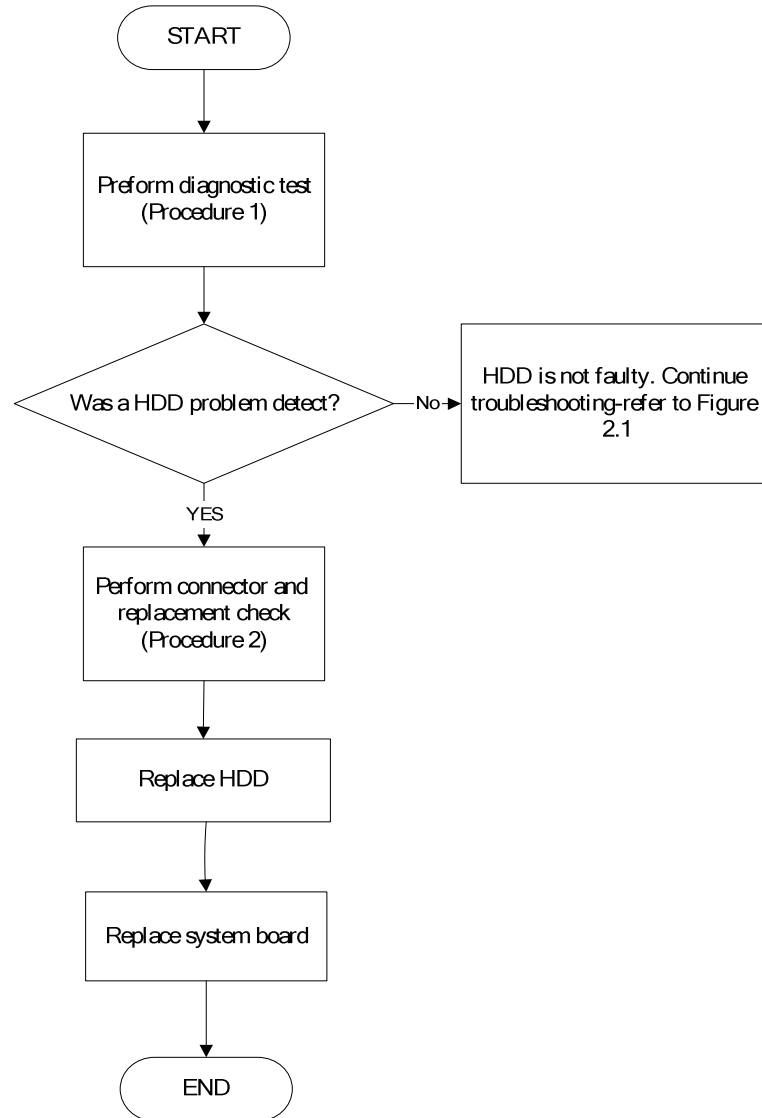 START
Preform diagnostic test
(Procedure 1)
Was a HDD problem detect?
No
HDD is not faulty. Continue
troubleshooting-refer to Figure
2.1
YES
Perform connector and
replacement check
(Procedure 2)
Replace HDD
Replace system board
END